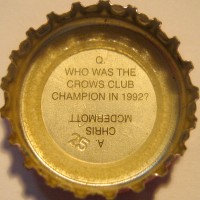 Q.
WHO WAS THE
CROWS CLUB
CHAMPION IN 1992?
A
CHRIS
MCDERMOTT